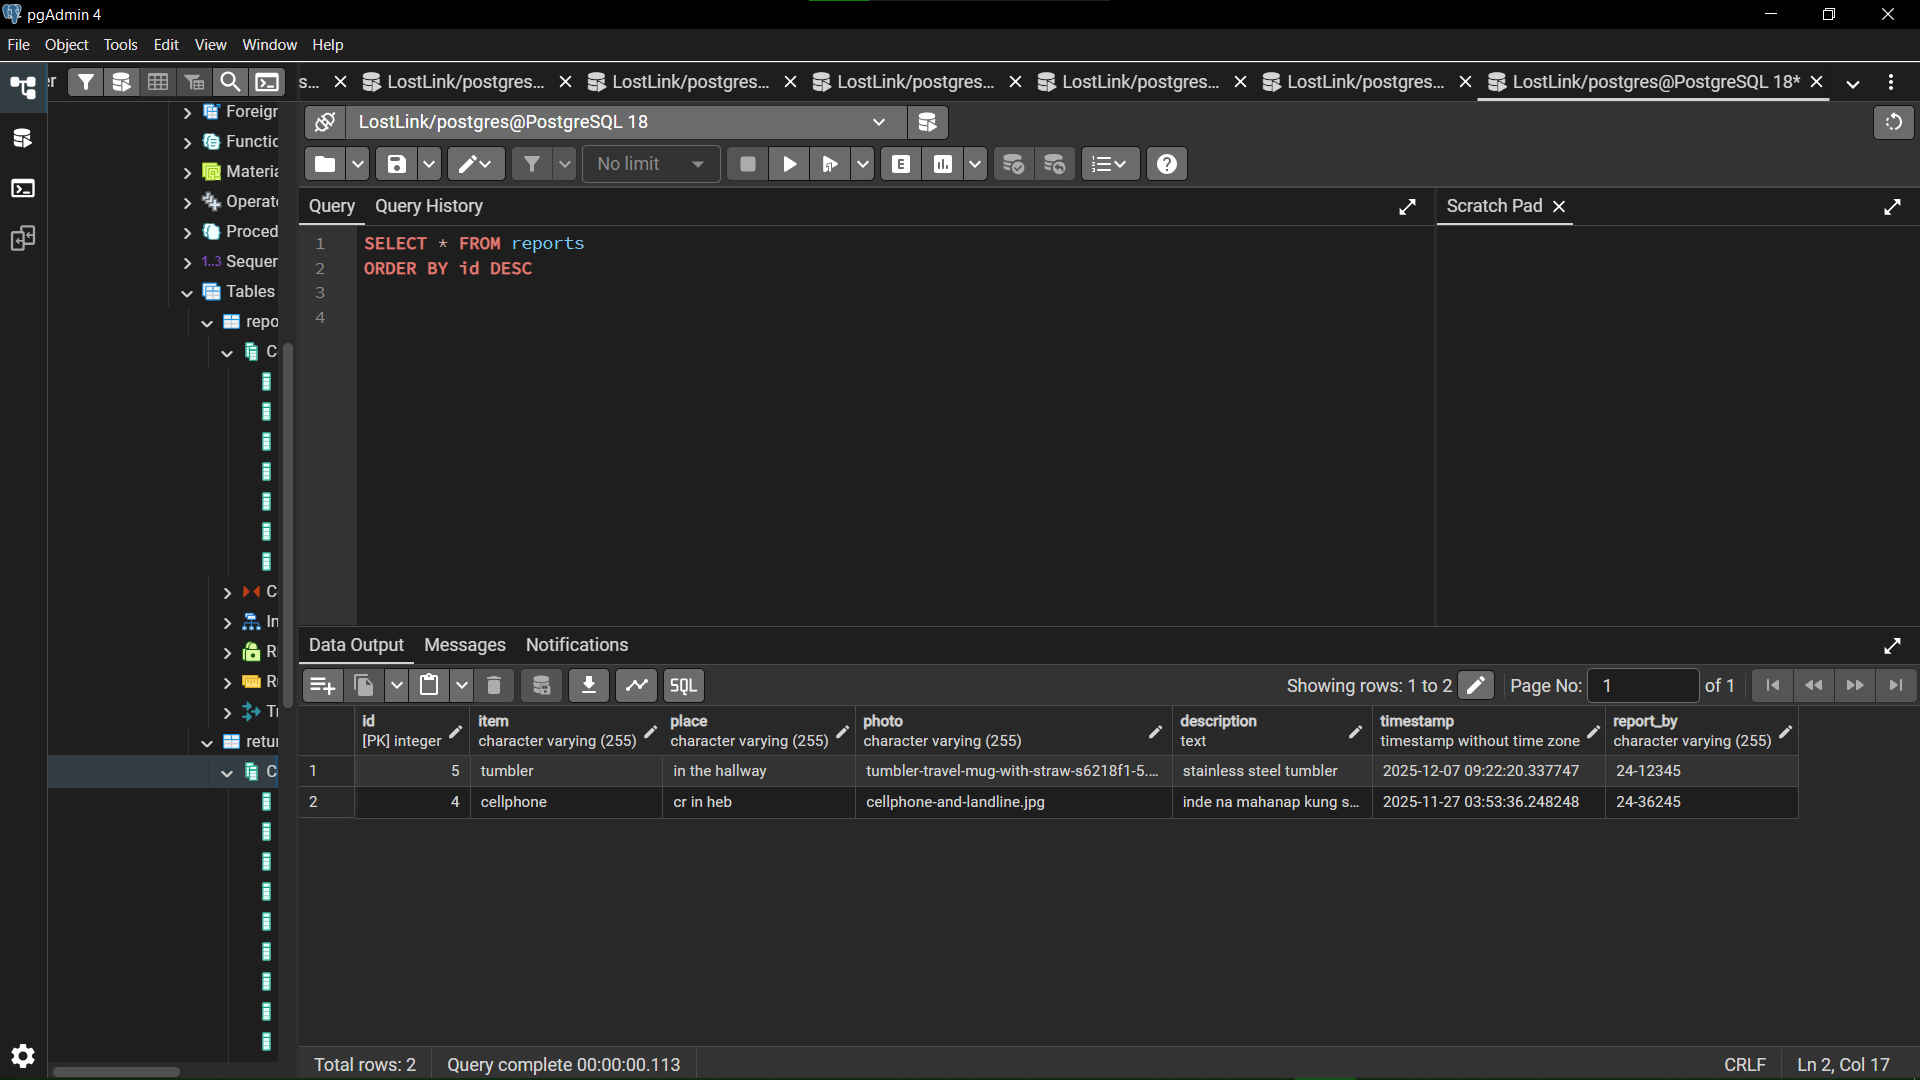 pgAdmin 4
File Object Tools Edit View Window Help
er
s... LostLink/postgres... LostLink/postgres... LostLink/postgres... LostLink/postgres... LostLink/postgres... LostLink/postgres@PostgreSQL 18*
LostLink/postgres@PostgreSQL 18
No limit
E
Query Query History
Scratch Pad
1 SELECT * FROM reports
2 ORDER BY id DESC
3
4
Foreigr
Functic
Materia
Operato
Proced
1..3 Sequer
Tables
repo
C
C
In
R
Ru
Tr
retur
C
Data Output Messages Notifications
SQL
Showing rows: 1 to 2
Page No: 1 of 1
id item place photo description timestamp report_by
[PK] integer character varying (255) character varying (255) character varying (255) text timestamp without time zone character varying (255)
1 5 tumbler in the hallway tumbler-travel-mug-with-straw-s6218f1-5.... stainless steel tumbler 2025-12-07 09:22:20.337747 24-12345
2 4 cellphone cr in heb cellphone-and-landline.jpg inde na mahanap kung s... 2025-11-27 03:53:36.248248 24-36245
Total rows: 2 Query complete 00:00:00.113 CRLF Ln 2, Col 17